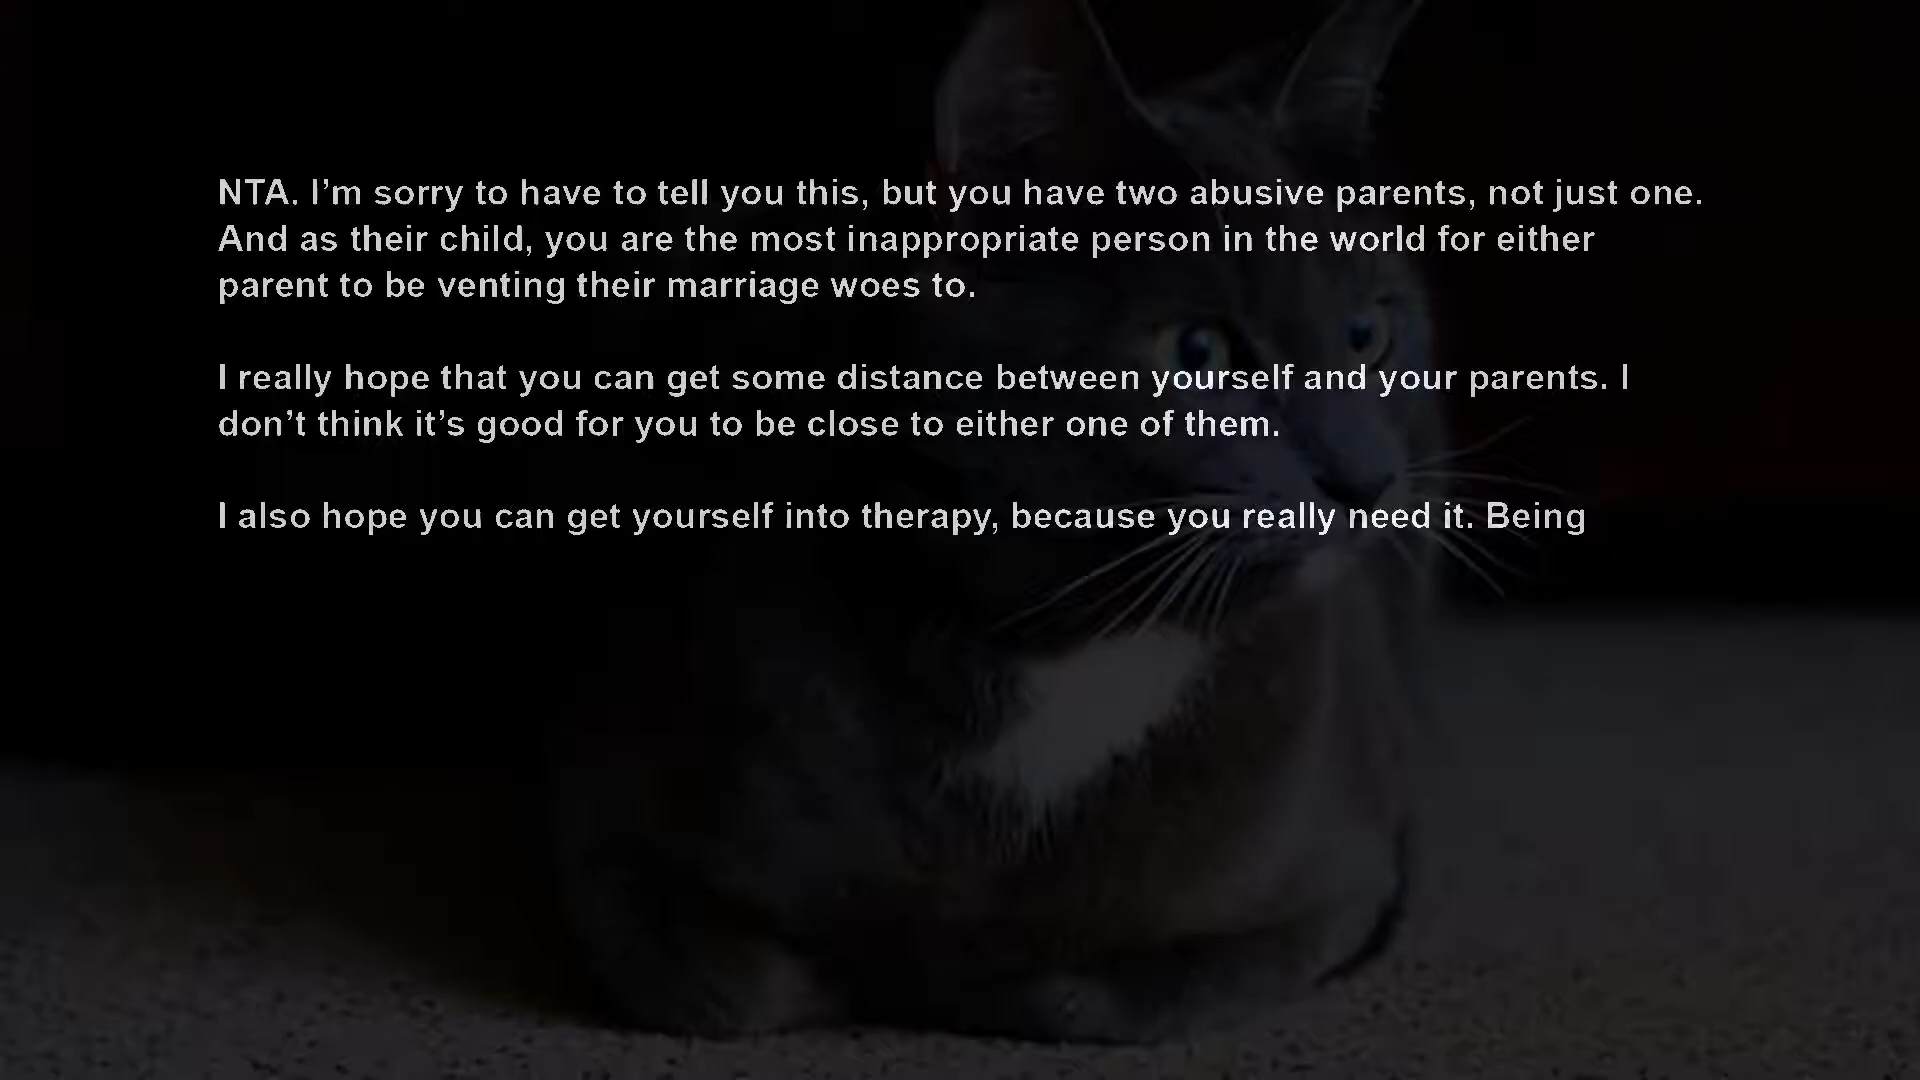 NTA. I’m sorry to have to tell you this, but you have two abusive parents, not just one.
And as their child, you are the most inappropriate person in the world for either
parent to be venting their marriage woes to.
I really hope that you can get some distance between yourself and your parents. I
don’t think it’s good for you to be close to either one of them.
I also hope you can get yourself into therapy, because you really need it. Being